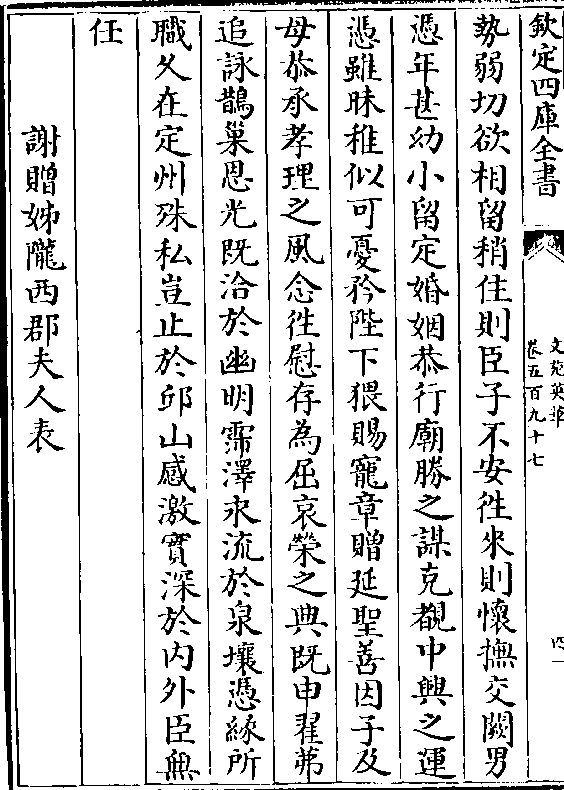 欽定四庫全書
文苑英華
卷五百九十七
四
勢弱切欲相留稍住則臣子不安徃來則懷撫交闕男
憑年甚幼小留定婚姻恭行廟勝之謀克覩中興之運
憑雖昧稚似可憂矜陛下猥賜寵章贈延聖善因子及
母恭承孝理之風念徃慰存為屈哀榮之典既申翟茀
追詠鵲巢恩光既洽於幽明霈澤永流於泉壤憑緣所
職久在定州殊私豈止於邱山感激實深於内外臣無
任
謝贈姊隴西郡夫人表